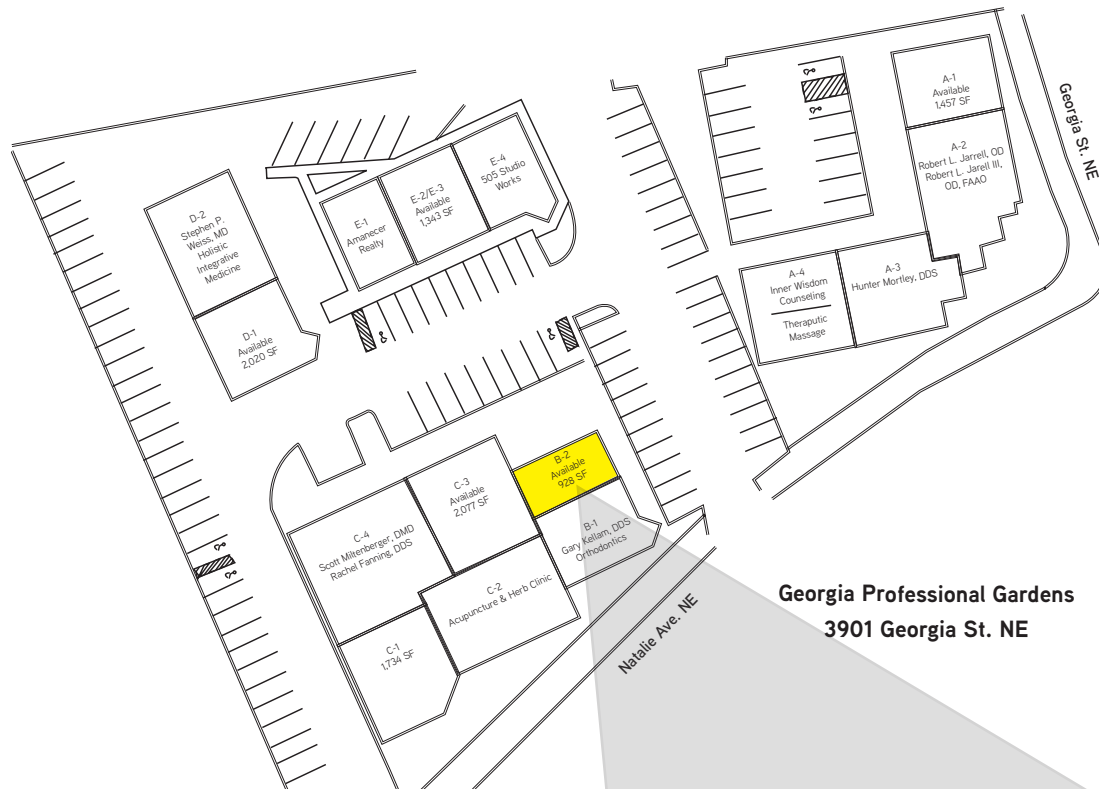 A-1
Available
1,457 SF
Georgia St. NE
A-2
Robert L. Jarrell, OD
Robert L. Jarell III,
OD, FAAO
E-4
505 Studio
Works
E-2/E-3
Available
1,343 SF
E-1
Amanecer
Realty
D-2
Stephen P.
Weiss, MD
Holistic
Integrative
Medicine
D-1
Available
2,020 SF
A-4
Inner Wisdom
Counseling
Theraputic
Massage
A-3
Hunter Mortley, DDS
B-2
Available
928 SF
C-3
Available
2,077 SF
B-1
Gary Kellam, DDS
Orthodontics
C-4
Scott Miltenberger, DMD
Rachel Fanning, DDS
C-2
Acupuncture & Herb Clinic
C-1
1,734 SF
Natalie Ave. NE
Georgia Professional Gardens
3901 Georgia St. NE